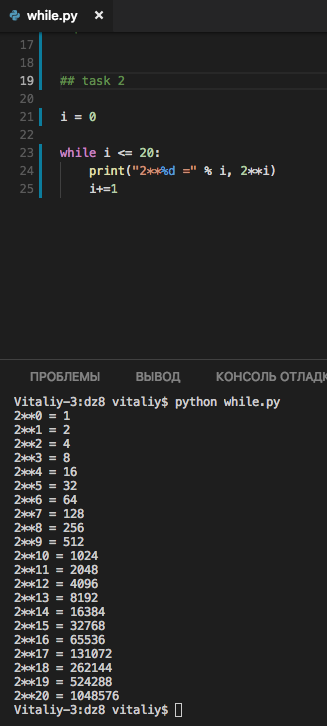 while.py ×
17
18
19 ## task 2
20
21 i = 0
22
23 while i <= 20:
24 print("2**%d =" % i, 2**i)
25 i+=1
ПРОБЛЕМЫ ВЫВОД КОНСОЛЬ ОТЛАДК
Vitaliy-3:dz8 vitaliy$ python while.py
2**0 = 1
2**1 = 2
2**2 = 4
2**3 = 8
2**4 = 16
2**5 = 32
2**6 = 64
2**7 = 128
2**8 = 256
2**9 = 512
2**10 = 1024
2**11 = 2048
2**12 = 4096
2**13 = 8192
2**14 = 16384
2**15 = 32768
2**16 = 65536
2**17 = 131072
2**18 = 262144
2**19 = 524288
2**20 = 1048576
Vitaliy-3:dz8 vitaliy$